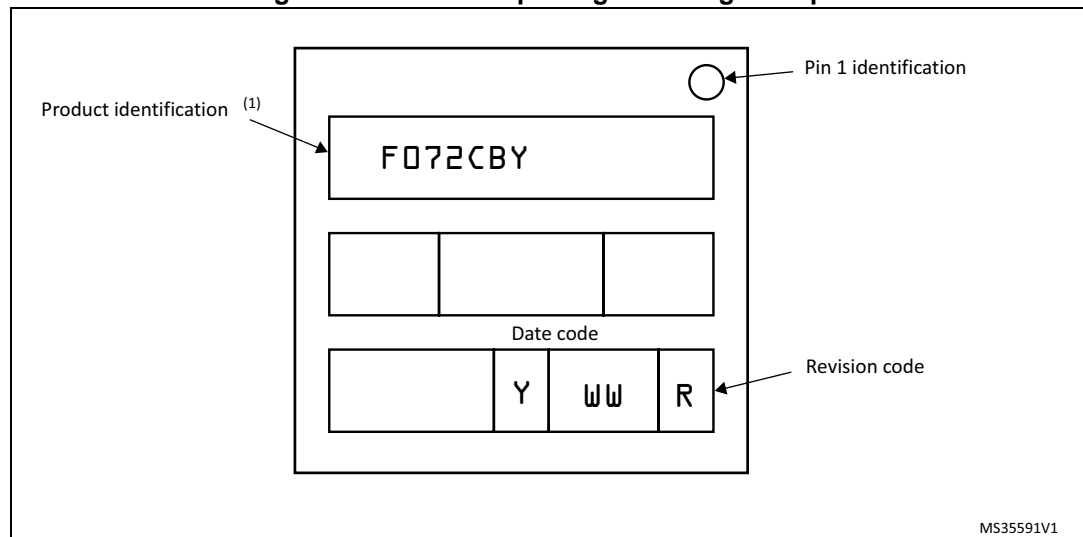 Pin 1 identification
Product identification (1)
F072CBY
Date code
Y WW R
Revision code
MS35591V1